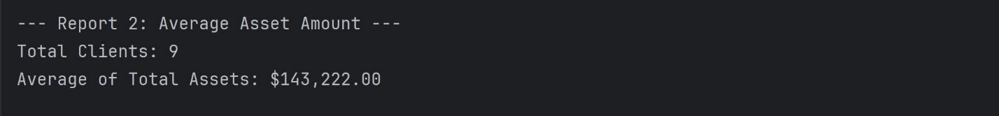 --- Report 2: Average Asset Amount ---
Total Clients: 9
Average of Total Assets: $143,222.00